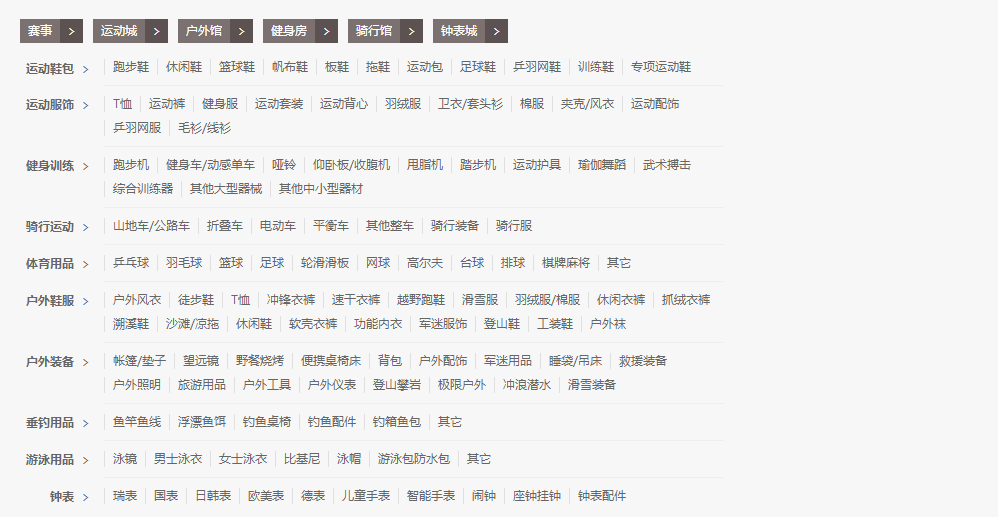 赛事 > 运动城 > 户外馆 > 健身房 > 骑行馆 > 钟表城 >
运动鞋包 > 跑步鞋 休闲鞋 篮球鞋 帆布鞋 板鞋 拖鞋 运动包 足球鞋 乒羽网鞋 训练鞋 专项运动鞋
运动服饰 > T恤 运动裤 健身服 运动套装 运动背心 羽绒服 卫衣/套头衫 棉服 夹克/风衣 运动配饰
乒羽网服 毛衫/线衫
健身训练 > 跑步机 健身车/动感单车 哑铃 仰卧板/收腹机 甩脂机 踏步机 运动护具 瑜伽舞蹈 武术搏击
综合训练器 其他大型器械 其他中小型器材
骑行运动 > 山地车/公路车 折叠车 电动车 平衡车 其他整车 骑行装备 骑行服
体育用品 > 乒乓球 羽毛球 篮球 足球 轮滑滑板 网球 高尔夫 台球 排球 棋牌麻将 其它
户外鞋服 > 户外风衣 徒步鞋 T恤 冲锋衣裤 速干衣裤 越野跑鞋 滑雪服 羽绒服/棉服 休闲衣裤 抓绒衣裤
溯溪鞋 沙滩/凉拖 休闲鞋 软壳衣裤 功能内衣 军迷服饰 登山鞋 工装鞋 户外袜
户外装备 > 帐篷/垫子 望远镜 野餐烧烤 便携桌椅床 背包 户外配饰 军迷用品 睡袋/吊床 救援装备
户外照明 旅游用品 户外工具 户外仪表 登山攀岩 极限户外 冲浪潜水 滑雪装备
垂钓用品 > 鱼竿鱼线 浮漂鱼饵 钓鱼桌椅 钓鱼配件 钓箱鱼包 其它
游泳用品 > 泳镜 男士泳衣 女士泳衣 比基尼 泳帽 游泳包防水包 其它
钟表 > 瑞表 国表 日韩表 欧美表 德表 儿童手表 智能手表 闹钟 座钟挂钟 钟表配件